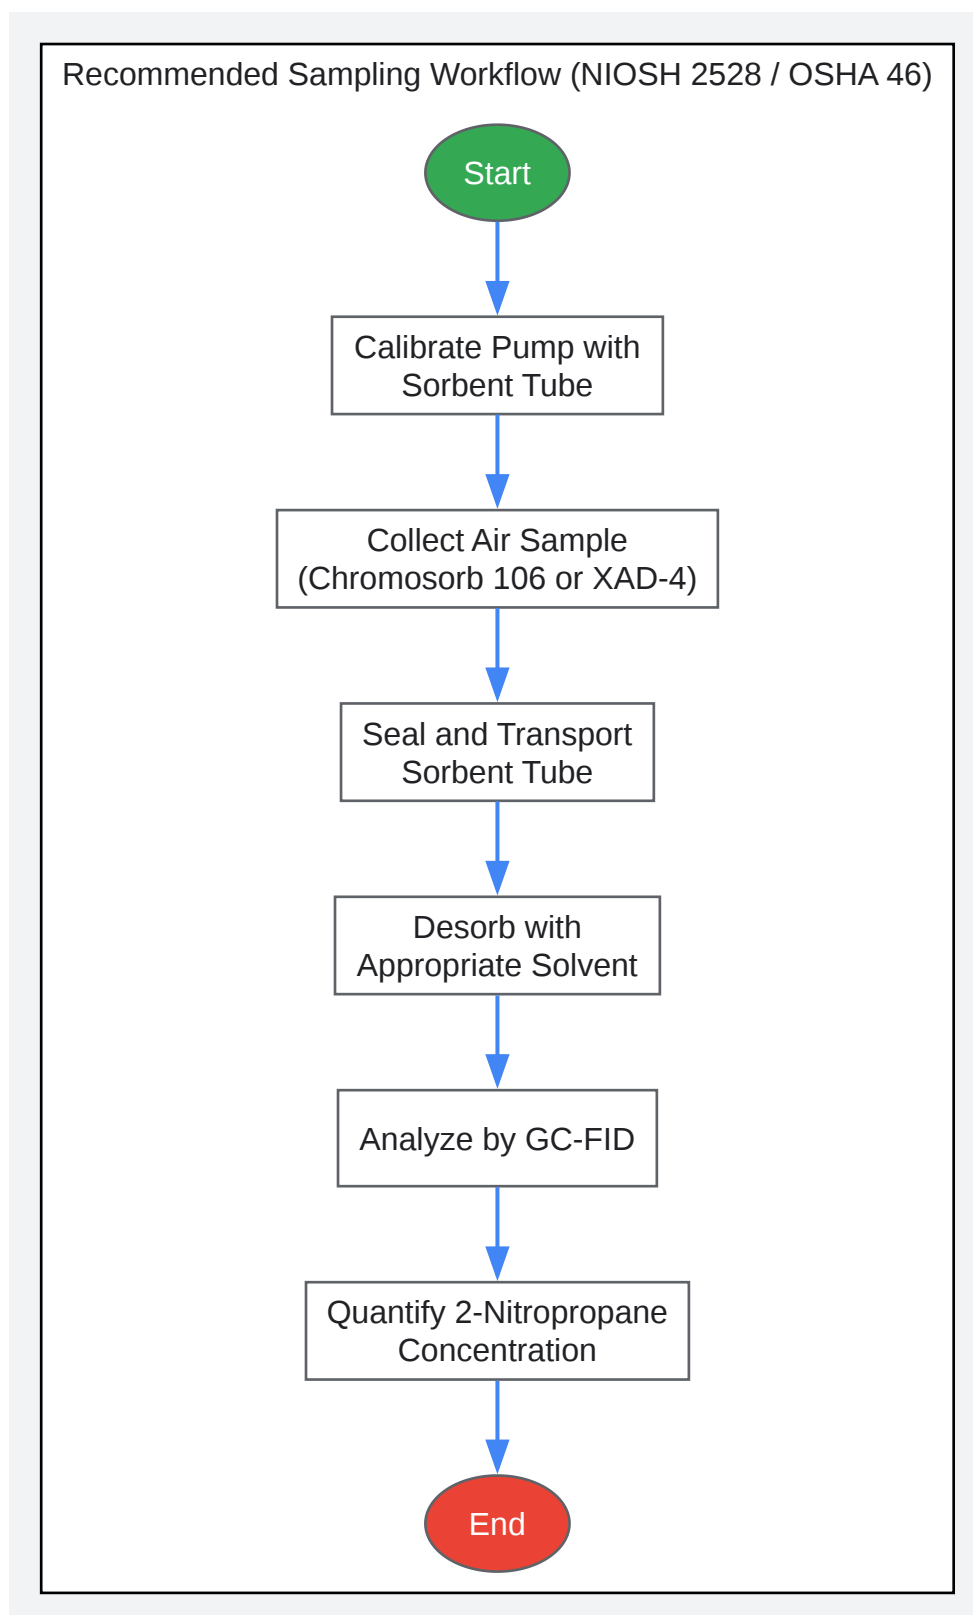 Recommended Sampling Workflow (NIOSH 2528 / OSHA 46)
Start
Calibrate Pump with
Sorbent Tube
Collect Air Sample
(Chromosorb 106 or XAD-4)
Seal and Transport
Sorbent Tube
Desorb with
Appropriate Solvent
Analyze by GC-FID
Quantify 2-Nitropropane
Concentration
End